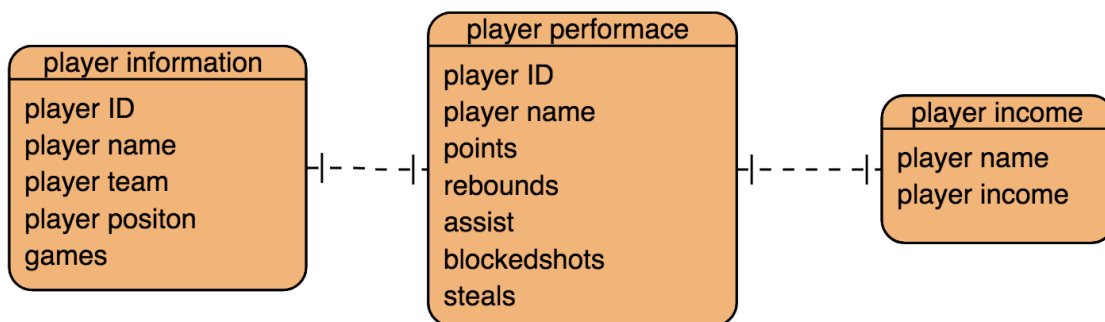 player information
player ID
player name
player team
player positon
games
player performace
player ID
player name
points
rebounds
assist
blockedshots
steals
player income
player name
player income